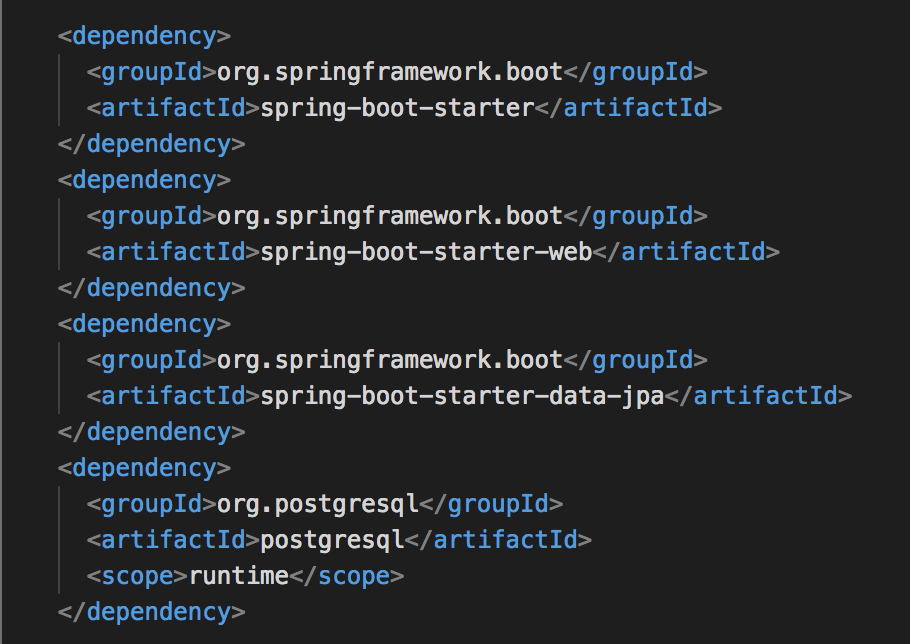 <dependency>
<groupId>org.springframework.boot</groupId>
<artifactId>spring-boot-starter</artifactId>
</dependency>
<dependency>
<groupId>org.springframework.boot</groupId>
<artifactId>spring-boot-starter-web</artifactId>
</dependency>
<dependency>
<groupId>org.springframework.boot</groupId>
<artifactId>spring-boot-starter-data-jpa</artifactId>
</dependency>
<dependency>
<groupId>org.postgresql</groupId>
<artifactId>postgresql</artifactId>
<scope>runtime</scope>
</dependency>